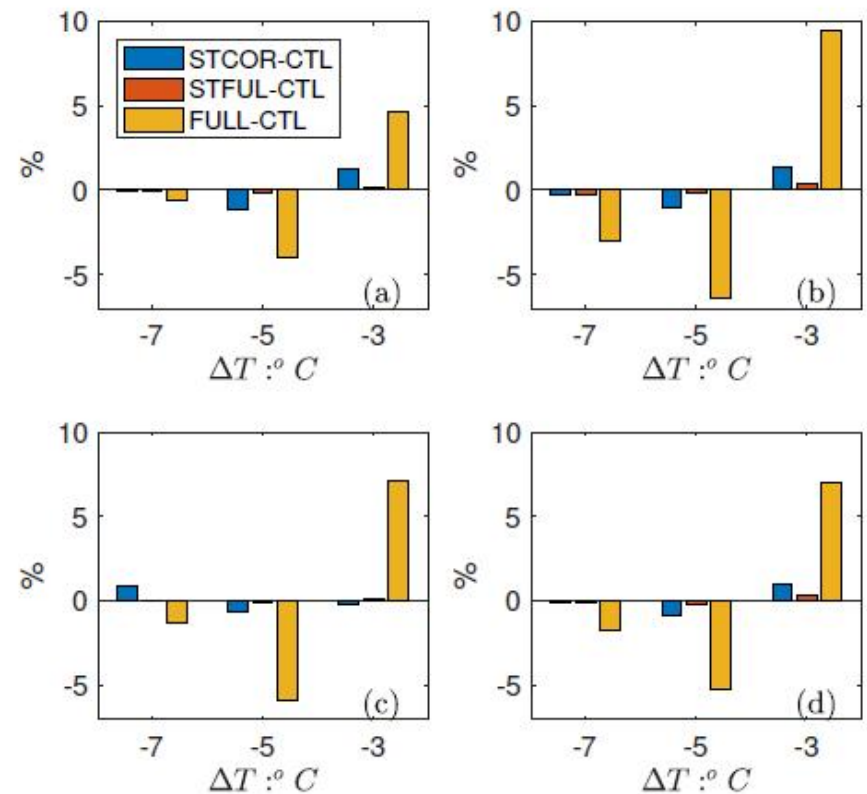 10
5
0
-5
%
STCOR-CTL
STFUL-CTL
FULL-CTL
(a)
-7 -5 -3
ΔT :° C
10
5
0
-5
%
(b)
-7 -5 -3
ΔT :° C
10
5
0
-5
%
(c)
-7 -5 -3
ΔT :° C
10
5
0
-5
%
(d)
-7 -5 -3
ΔT :° C